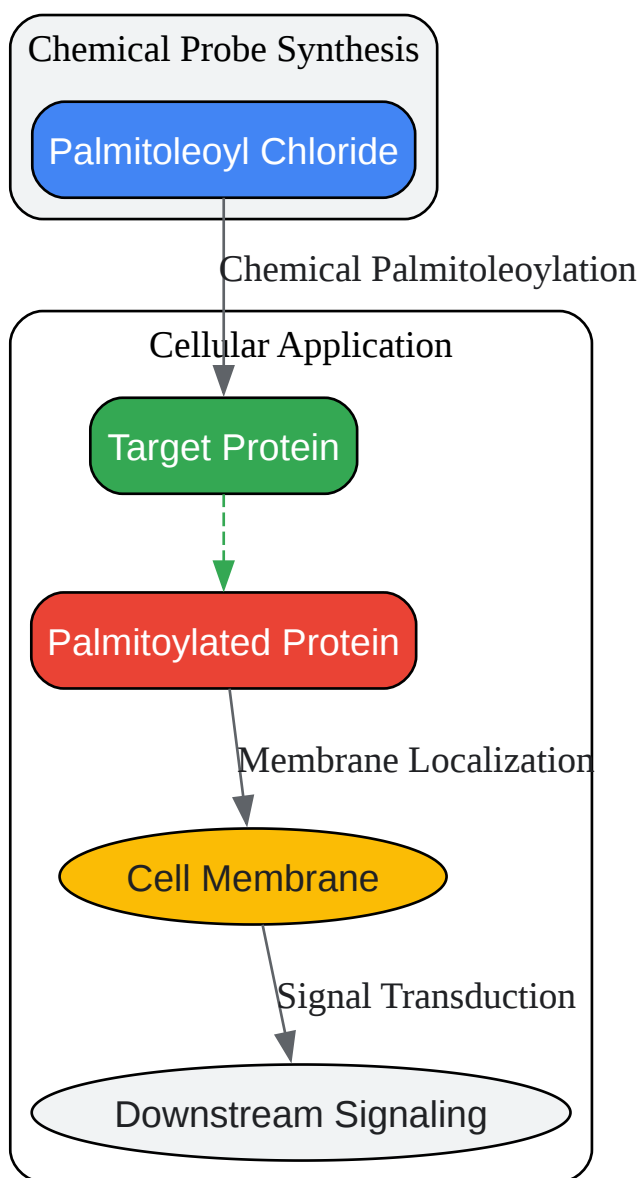 Chemical Probe Synthesis
Palmitoleoyl Chloride
Chemical Palmitoleoylation
Cellular Application
Target Protein
Palmitoylated Protein
Membrane Localization
Cell Membrane
Signal Transduction
Downstream Signaling